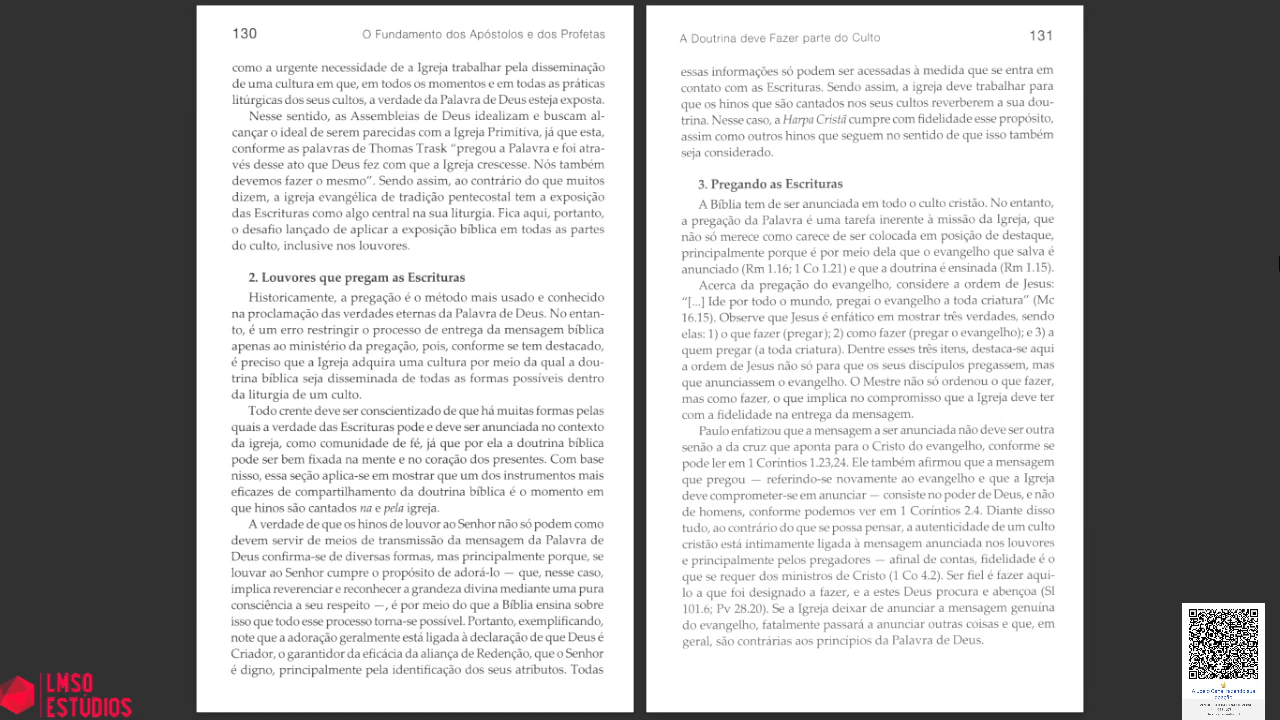 130 O Fundamento dos Apóstolos e dos Profetas
como a urgente necessidade de a Igreja trabalhar pela disseminação
de uma cultura em que, em todos os momentos e em todas as práticas
litúrgicas dos seus cultos, a verdade da Palavra de Deus esteja exposta.
Nesse sentido, as Assembleias de Deus idealizam e buscam al-
cançar o ideal de serem parecidas com a Igreja Primitiva, já que esta,
conforme as palavras de Thomas Trask “pregou a Palavra e foi atra-
vés desse ato que Deus fez com que a Igreja crescesse. Nós também
devemos fazer o mesmo”. Sendo assim, ao contrário do que muitos
dizem, a igreja evangélica de tradição pentecostal tem a exposição
das Escrituras como algo central na sua liturgia. Fica aqui, portanto,
o desafio lançado de aplicar a exposição bíblica em todas as partes
do culto, inclusive nos louvores.
2. Louvores que pregam as Escrituras
Historicamente, a pregação é o método mais usado e conhecido
na proclamação das verdades eternas da Palavra de Deus. No entan-
to, é um erro restringir o processo de entrega da mensagem bíblica
apenas ao ministério da pregação, pois, conforme se tem destacado,
é preciso que a Igreja adquira uma cultura por meio da qual a dou-
trina bíblica seja disseminada de todas as formas possíveis dentro
da liturgia de um culto.
Todo crente deve ser conscientizado de que há muitas formas pelas
quais a verdade das Escrituras pode e deve ser anunciada no contexto
da igreja, como comunidade de fé, já que por ela a doutrina bíblica
pode ser bem fixada na mente e no coração dos presentes. Com base
nisso, essa seção aplica-se em mostrar que um dos instrumentos mais
eficazes de compartilhamento da doutrina bíblica é o momento em
que hinos são cantados na e pela igreja.
A verdade de que os hinos de louvor ao Senhor não só podem como
devem servir de meios de transmissão da mensagem da Palavra de
Deus confirma-se de diversas formas, mas principalmente porque, se
louvar ao Senhor cumpre o propósito de adorá-lo — que, nesse caso,
implica reverenciar e reconhecer a grandeza divina mediante uma pura
consciência a seu respeito —, é por meio do que a Bíblia ensina sobre
isso que todo esse processo torna-se possível. Portanto, exemplificando,
note que a adoração geralmente está ligada à declaração de que Deus é
Criador, o garantidor da eficácia da aliança de Redenção, que o Senhor
é digno, principalmente pela identificação dos seus atributos. Todas
A Doutrina deve Fazer parte do Culto 131
essas informações só podem ser acessadas à medida que se entra em
contato com as Escrituras. Sendo assim, a igreja deve trabalhar para
que os hinos que são cantados nos seus cultos reverberem a sua dou-
trina. Nesse caso, a Harpa Cristã cumpre com fidelidade esse propósito,
assim como outros hinos que seguem no sentido de que isso também
seja considerado.
3. Pregando as Escrituras
A Bíblia tem de ser anunciada em todo o culto cristão. No entanto,
a pregação da Palavra é uma tarefa inerente à missão da Igreja, que
não só merece como carece de ser colocada em posição de destaque,
principalmente porque é por meio dela que o evangelho que salva é
anunciado (Rm 1.16; 1 Co 1.21) e que a doutrina é ensinada (Rm 1.15).
Acerca da pregação do evangelho, considere a ordem de Jesus:
“[...] Ide por todo o mundo, pregai o evangelho a toda criatura” (Mc
16.15). Observe que Jesus é enfático em mostrar três verdades, sendo
elas: 1) o que fazer (pregar); 2) como fazer (pregar o evangelho); e 3) a
quem pregar (a toda criatura). Dentre esses três itens, destaca-se aqui
a ordem de Jesus não só para que os seus discípulos pregassem, mas
que anunciassem o evangelho. O Mestre não só ordenou o que fazer,
mas como fazer, o que implica no compromisso que a Igreja deve ter
com a fidelidade na entrega da mensagem.
Paulo enfatizou que a mensagem a ser anunciada não deve ser outra
senão a da cruz que aponta para o Cristo do evangelho, conforme se
pode ler em 1 Coríntios 1.23,24. Ele também afirmou que a mensagem
que pregou — referindo-se novamente ao evangelho e que a Igreja
deve comprometer-se em anunciar — consiste no poder de Deus, e não
de homens, conforme podemos ver em 1 Coríntios 2.4. Diante disso
tudo, ao contrário do que se possa pensar, a autenticidade de um culto
cristão está intimamente ligada à mensagem anunciada nos louvores
e principalmente pelos pregadores — afinal de contas, fidelidade é o
que se requer dos ministros de Cristo (1 Co 4.2). Ser fiel é fazer aqui-
lo a que foi designado a fazer, e a estes Deus procura e abençoa (Sl
101.6; Pv 28.20). Se a Igreja deixar de anunciar a mensagem genuína
do evangelho, fatalmente passará a anunciar outras coisas e que, em
geral, são contrárias aos princípios da Palavra de Deus.
LMSO
ESTÚDIOS